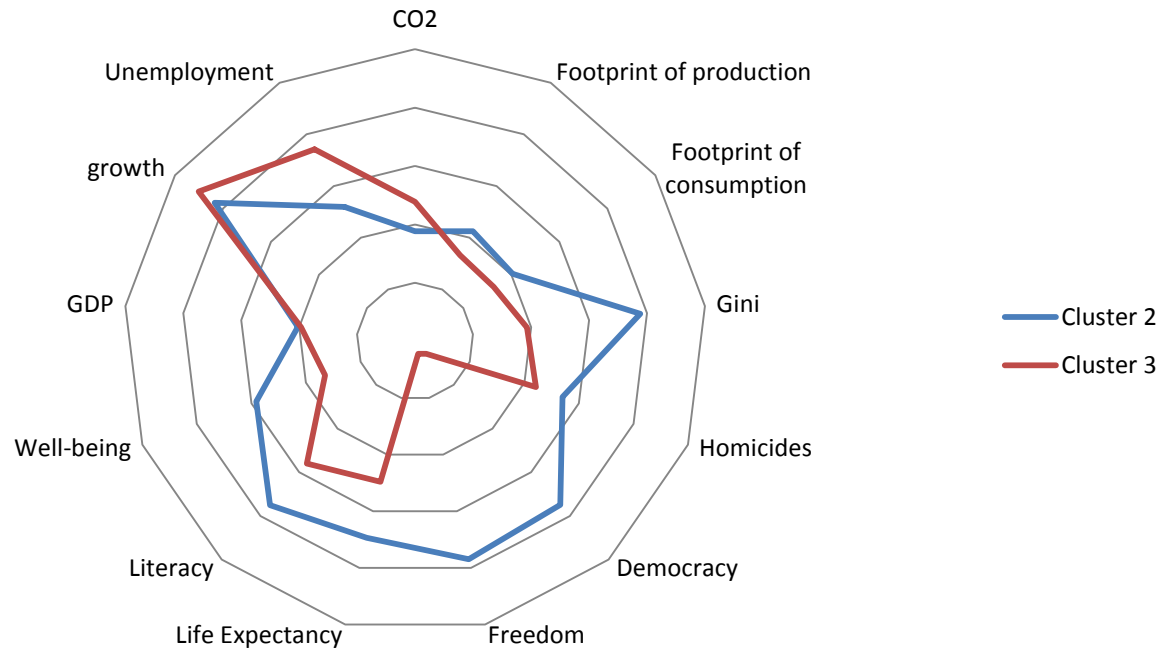 CO2
Footprint of production
Footprint of
consumption
Gini
Homicides
Democracy
Freedom
Life Expectancy
Literacy
Well-being
GDP
growth
Unemployment
Cluster 2
Cluster 3